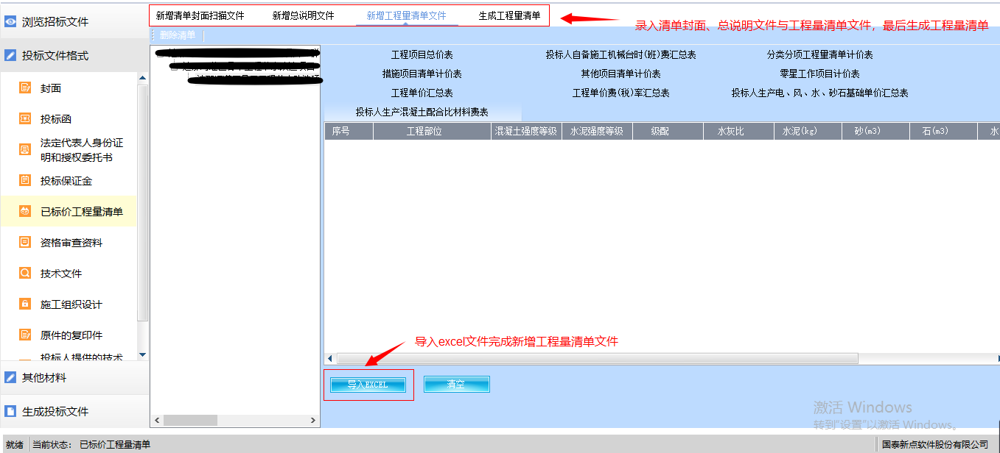 浏览招标文件
投标文件格式
封面
投标函
法定代表人身份证
明和授权委托书
投标保证金
已标价工程量清单
资格审查资料
技术文件
施工组织设计
原件的复印件
投标人提供的技术
其他材料
生成投标文件
新增清单封面扫描文件 新增总说明文件 新增工程量清单文件 生成工程量清单
录入清单封面、总说明文件与工程量清单文件，最后生成工程量清单
删除清单
工程项目总价表 投标人自备施工机械台时(班)费汇总表 分类分项工程量清单计价表
措施项目清单计价表 其他项目清单计价表 零星工作项目计价表
工程单价汇总表 工程单价费(税)率汇总表 投标人生产电、风、水、砂石基础单价汇总表
投标人生产混凝土配合比材料费表
序号 工程部位 混凝土强度等级 水泥强度等级 级配 水灰比 水泥(kg) 砂(m3) 石(m3) 水
导入excel文件完成新增工程量清单文件
导入EXCEL 清空
激活 Windows
转到"设置"以激活 Windows。
就绪 当前状态: 已标价工程量清单 国泰新点软件股份有限公司